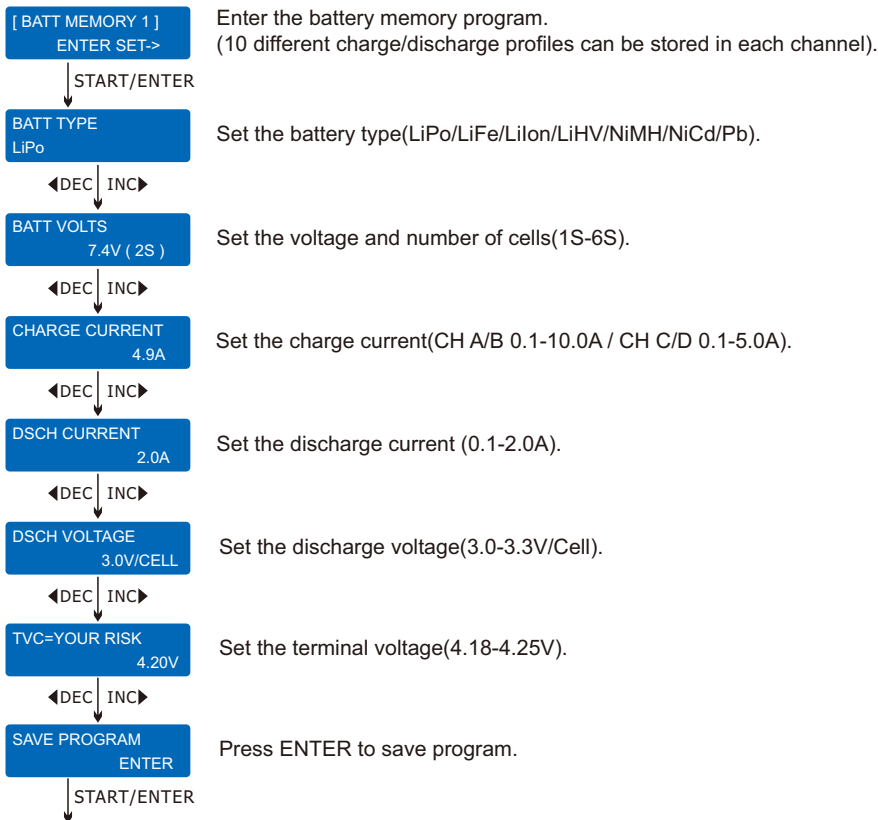 [ BATT MEMORY 1 ]
ENTER SET->
Enter the battery memory program.
(10 different charge/discharge profiles can be stored in each channel).
START/ENTER
BATT TYPE
LiPo
Set the battery type(LiPo/LiFe/LiIon/LiHV/NiMH/NiCd/Pb).
◀DEC INC▶
BATT VOLTS
7.4V ( 2S )
Set the voltage and number of cells(1S-6S).
◀DEC INC▶
CHARGE CURRENT
4.9A
Set the charge current(CH A/B 0.1-10.0A / CH C/D 0.1-5.0A).
◀DEC INC▶
DSCH CURRENT
2.0A
Set the discharge current (0.1-2.0A).
◀DEC INC▶
DSCH VOLTAGE
3.0V/CELL
Set the discharge voltage(3.0-3.3V/Cell).
◀DEC INC▶
TVC=YOUR RISK
4.20V
Set the terminal voltage(4.18-4.25V).
◀DEC INC▶
SAVE PROGRAM
ENTER
Press ENTER to save program.
START/ENTER